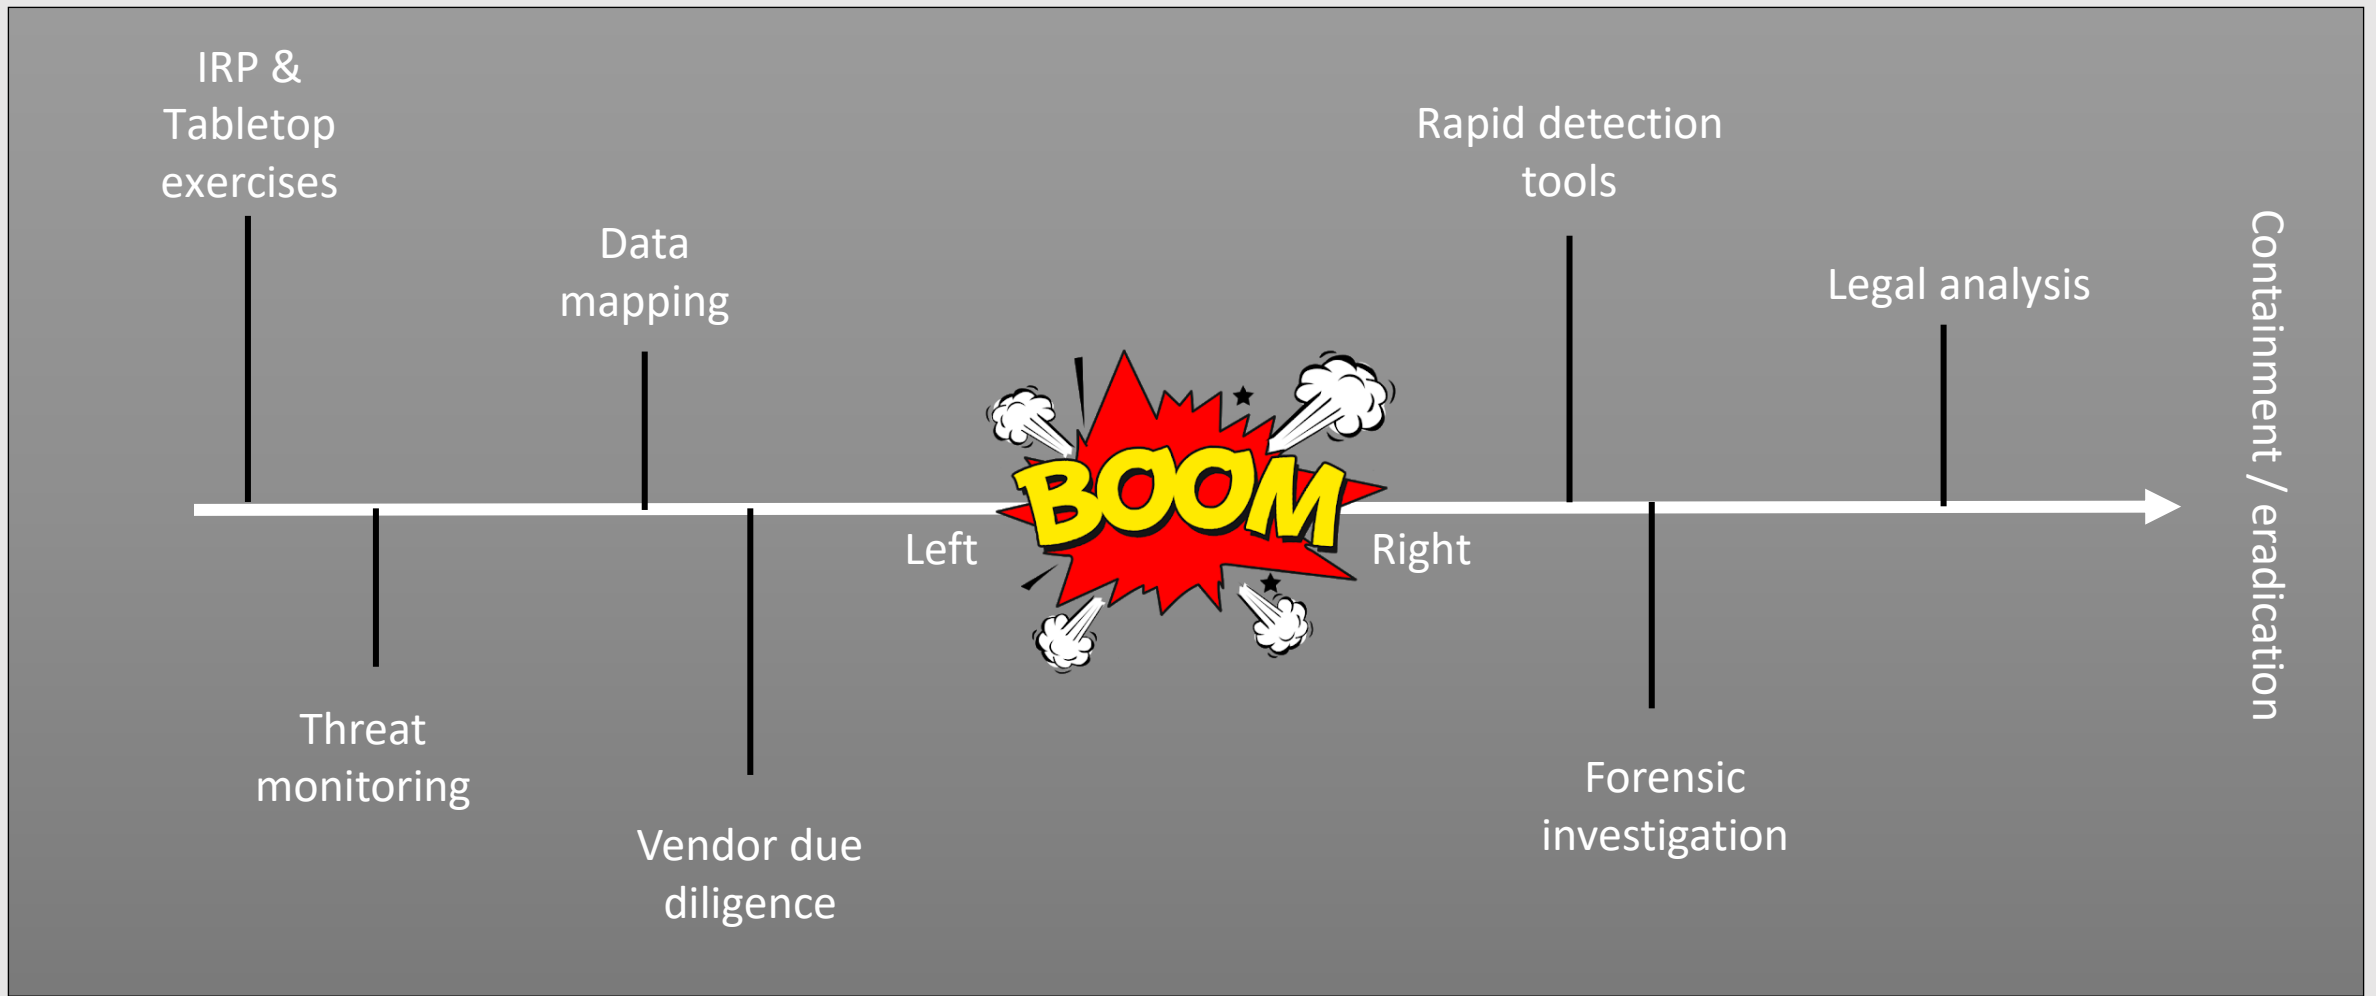 IRP &
Tabletop
exercises
Threat
monitoring
Data
mapping
Vendor due
diligence
Left
BOOM
Right
Rapid detection
tools
Forensic
investigation
Legal analysis
Containment / eradication